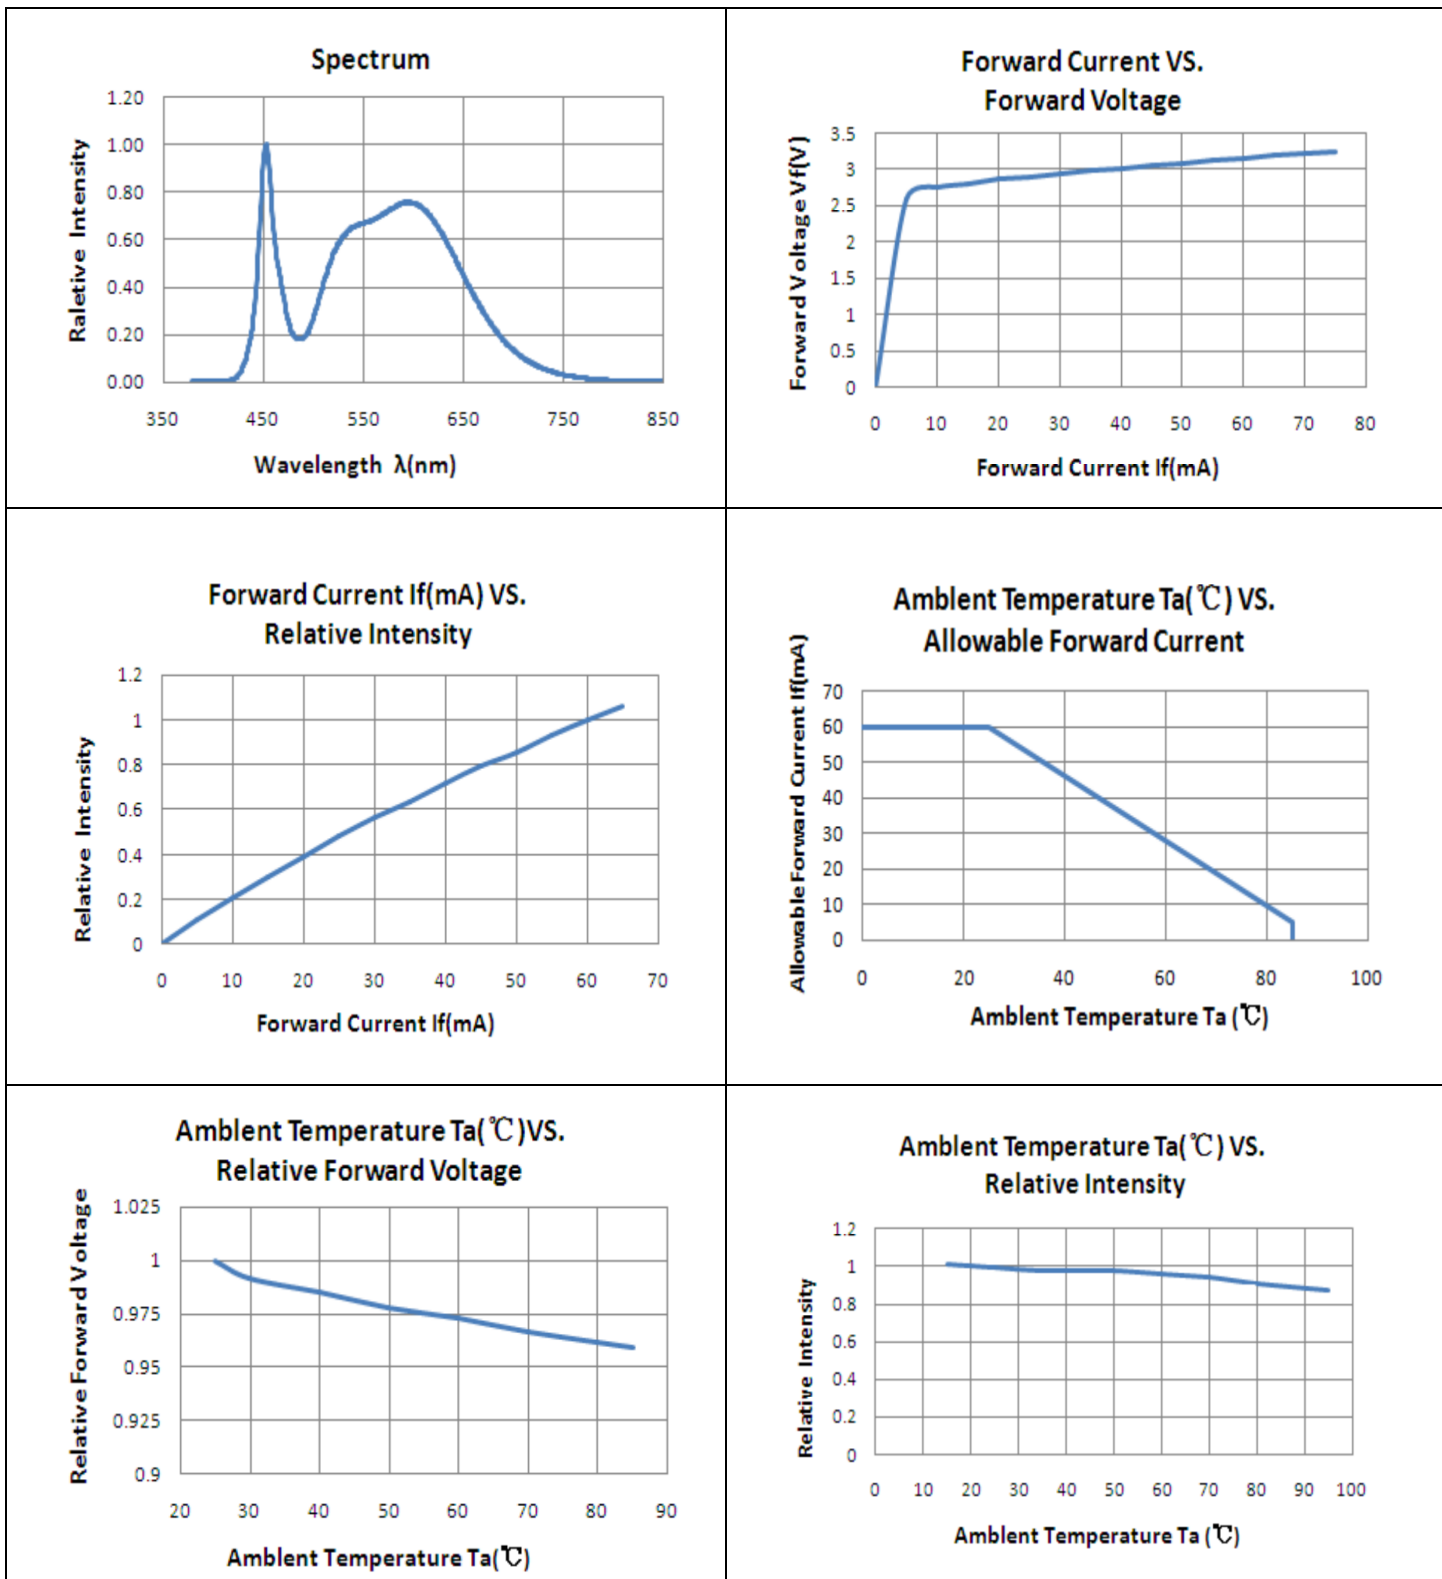 Spectrum
Raletive Intensity
1.20
1.00
0.80
0.60
0.40
0.20
0.00
350 450 550 650 750 850
Wavelength λ(nm)
Forward Current VS.
Forward Voltage
Forward Voltage Vf(V)
3.5
3
2.5
2
1.5
1
0.5
0
0 10 20 30 40 50 60 70 80
Forward Current If(mA)
Forward Current If(mA) VS.
Relative Intensity
Relative Intensity
1.2
1
0.8
0.6
0.4
0.2
0
0 10 20 30 40 50 60 70
Forward Current If(mA)
Amblent Temperature Ta(℃) VS.
Allowable Forward Current
Allowable Forward Current If(mA)
70
60
50
40
30
20
10
0
0 20 40 60 80 100
Amblent Temperature Ta (℃)
Amblent Temperature Ta(℃)VS.
Relative Forward Voltage
Relative Forward Voltage
1.025
1
0.975
0.95
0.925
0.9
20 30 40 50 60 70 80 90
Amblent Temperature Ta(℃)
Amblent Temperature Ta(℃) VS.
Relative Intensity
Relative Intensity
1.2
1
0.8
0.6
0.4
0.2
0
0 10 20 30 40 50 60 70 80 90 100
Amblent Temperature Ta (℃)